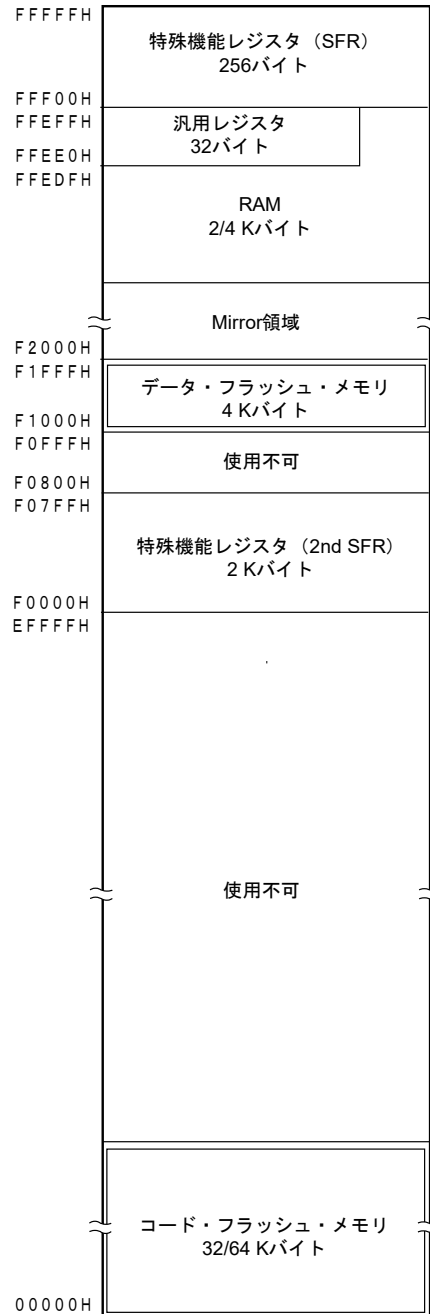 FFFFFH
特殊機能レジスタ（SFR）
256バイト
FFF00H
FFEFFH
汎用レジスタ
32バイト
FFEE0H
FFEDFH
RAM
2/4 Kバイト
Mirror領域
F2000H
F1FFFH
データ・フラッシュ・メモリ
4 Kバイト
F1000H
F0FFFH
使用不可
F0800H
F07FFH
特殊機能レジスタ（2nd SFR）
2 Kバイト
F0000H
EFFFFH
使用不可
コード・フラッシュ・メモリ
32/64 Kバイト
00000H